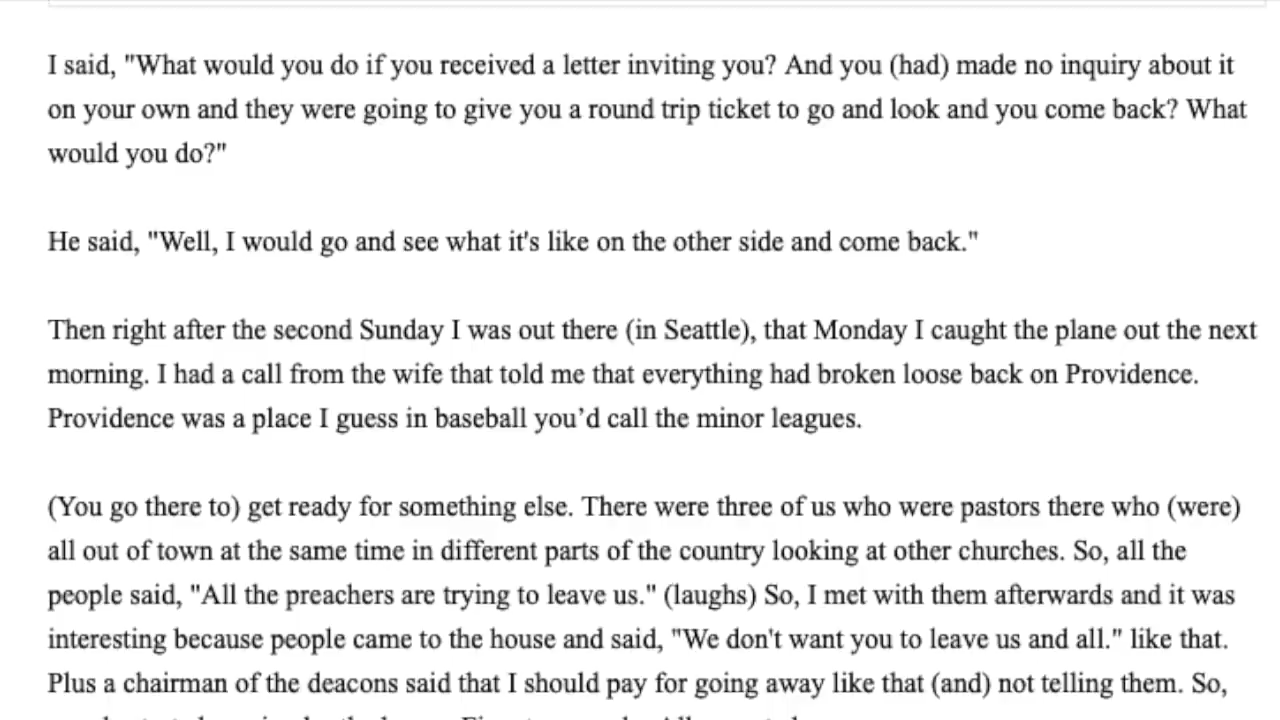 I said, "What would you do if you received a letter inviting you? And you (had) made no inquiry about it
on your own and they were going to give you a round trip ticket to go and look and you come back? What
would you do?"
He said, "Well, I would go and see what it's like on the other side and come back."
Then right after the second Sunday I was out there (in Seattle), that Monday I caught the plane out the next
morning. I had a call from the wife that told me that everything had broken loose back on Providence.
Providence was a place I guess in baseball you’d call the minor leagues.
(You go there to) get ready for something else. There were three of us who were pastors there who (were)
all out of town at the same time in different parts of the country looking at other churches. So, all the
people said, "All the preachers are trying to leave us." (laughs) So, I met with them afterwards and it was
interesting because people came to the house and said, "We don't want you to leave us and all." like that.
Plus a chairman of the deacons said that I should pay for going away like that (and) not telling them. So,